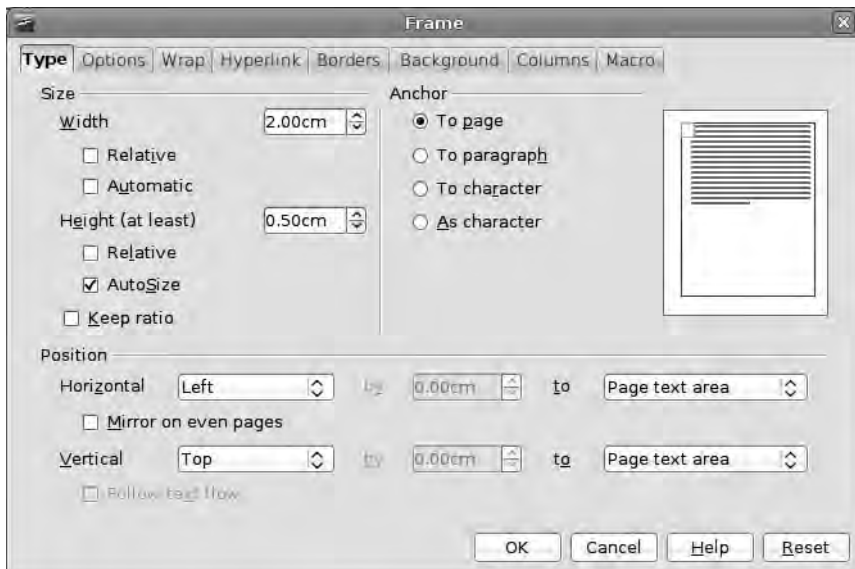 Frame
Type Options Wrap Hyperlink Borders Background Columns Macro
Size
Width 2.00cm
Relative
Automatic
Height (at least) 0.50cm
Relative
AutoSize
Keep ratio
Anchor
To page
To paragraph
To character
As character
Position
Horizontal Left by 0.00cm to Page text area
Mirror on even pages
Vertical Top by 0.00cm to Page text area
Follow text flow
OK Cancel Help Reset